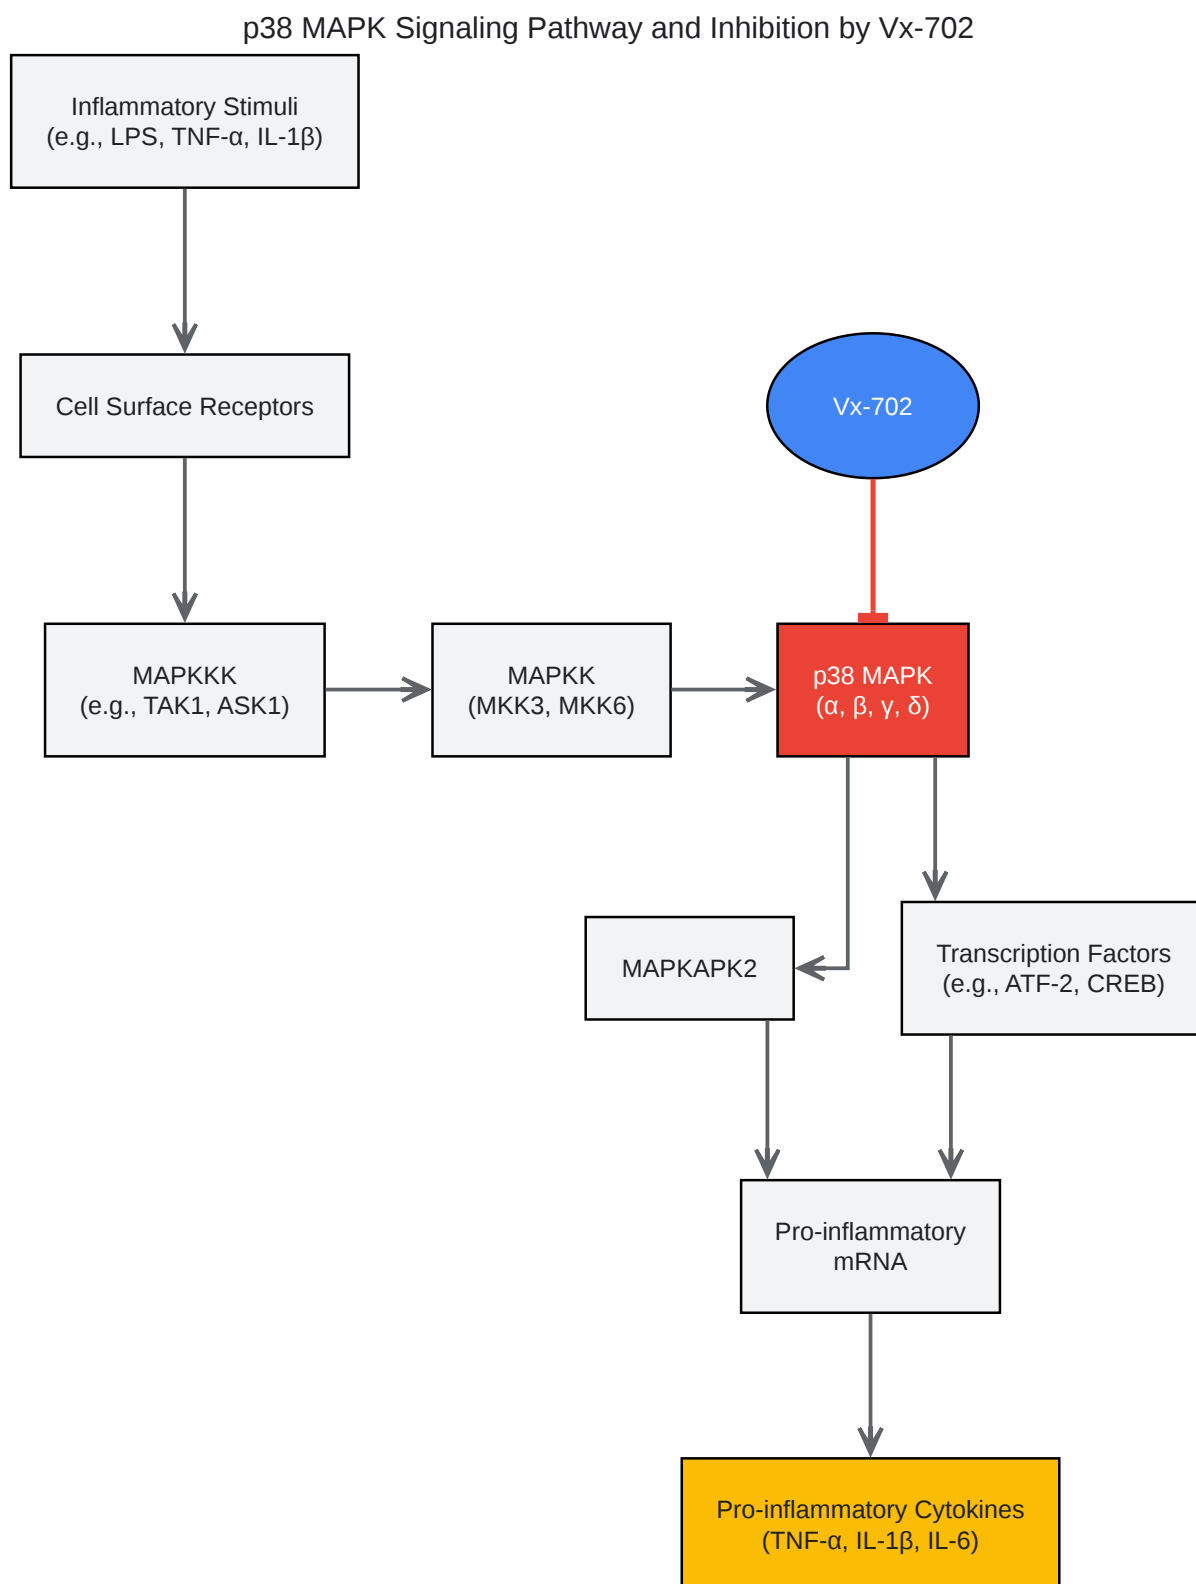 p38 MAPK Signaling Pathway and Inhibition by Vx-702
Inflammatory Stimuli
(e.g., LPS, TNF-α, IL-1β)
Cell Surface Receptors
Vx-702
MAPKKK
(e.g., TAK1, ASK1)
MAPKK
(MKK3, MKK6)
p38 MAPK
(α, β, γ, δ)
MAPKAPK2
Transcription Factors
(e.g., ATF-2, CREB)
Pro-inflammatory
mRNA
Pro-inflammatory Cytokines
(TNF-α, IL-1β, IL-6)